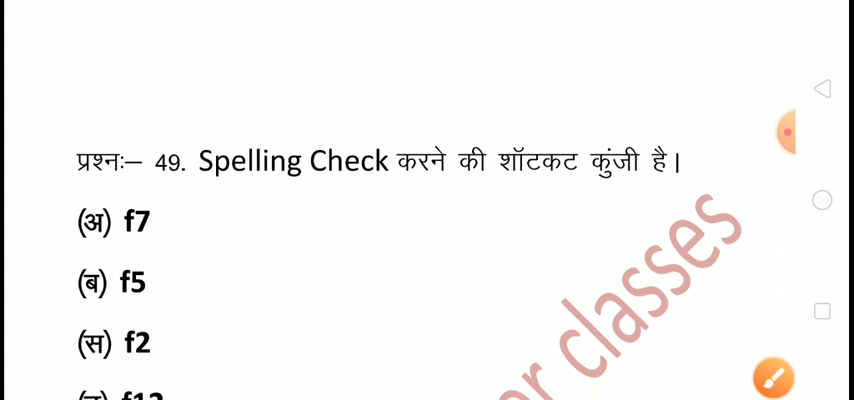 प्रश्नः– 49. Spelling Check करने की शॉटकट कुंजी है।
(अ) f7
(ब) f5
(स) f2
classes